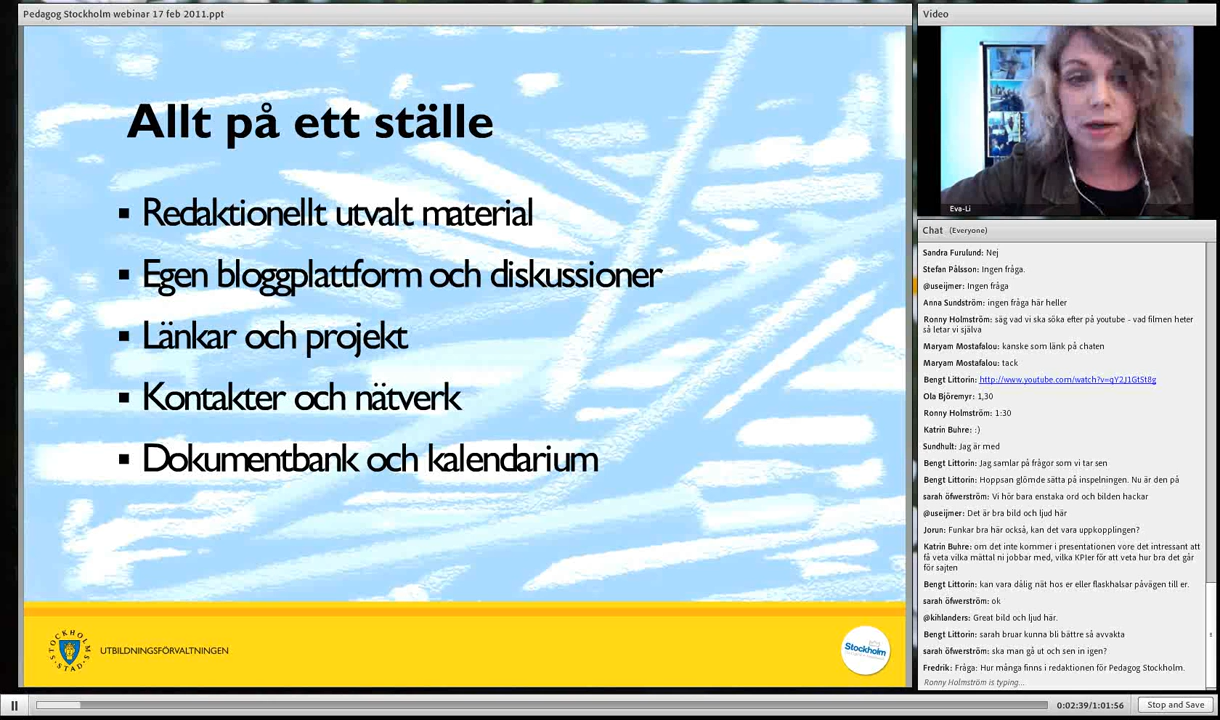 Pedagog Stockholm webinar 17 feb 2011.ppt
Allt på ett ställe
▪ Redaktionellt utvalt material
▪ Egen bloggplattform och diskussioner
▪ Länkar och projekt
▪ Kontakter och nätverk
▪ Dokumentbank och kalendarium
STOCKHOLMS STAD
UTBILDNINGSFÖRVALTNINGEN
Stockholm
Video
Eva-Li
Chat (Everyone)
Sandra Furulund: Nej
Stefan Pålsson: Ingen fråga.
@useijmer: Ingen fråga
Anna Sundström: ingen fråga här heller
Ronny Holmström: säg vad vi ska söka efter på youtube - vad filmen heter
så letar vi själva
Maryam Mostafalou: kanske som länk på chaten
Maryam Mostafalou: tack
Bengt Littorin: http://www.youtube.com/watch?v=qY2J1GtSt8g
Ola Björemyr: 1,30
Ronny Holmström: 1:30
Katrin Buhre: :)
Sundhult: Jag är med
Bengt Littorin: Jag samlar på frågor som vi tar sen
Bengt Littorin: Hoppsan glömde sätta på inspelningen. Nu är den på
sarah öfwerström: Vi hör bara enstaka ord och bilden hackar
@useijmer: Det är bra bild och ljud här
Jorun: Funkar bra här också, kan det vara uppkopplingen?
Katrin Buhre: om det inte kommer i presentationen vore det intressant att
få veta vilka mättal ni jobbar med, vilka KPIer för att veta hur bra det går
för sajten
Bengt Littorin: kan vara dålig nät hos er eller flaskhalsar påvägen till er.
sarah öfwerström: ok
@kihlanders: Great bild och ljud här.
Bengt Littorin: sarah bruar kunna bli bättre så avvakta
sarah öfwerström: ska man gå ut och sen in igen?
Fredrik: Fråga: Hur många finns i redaktionen för Pedagog Stockholm.
Ronny Holmström is typing...
0:02:39/1:01:56
Stop and Save